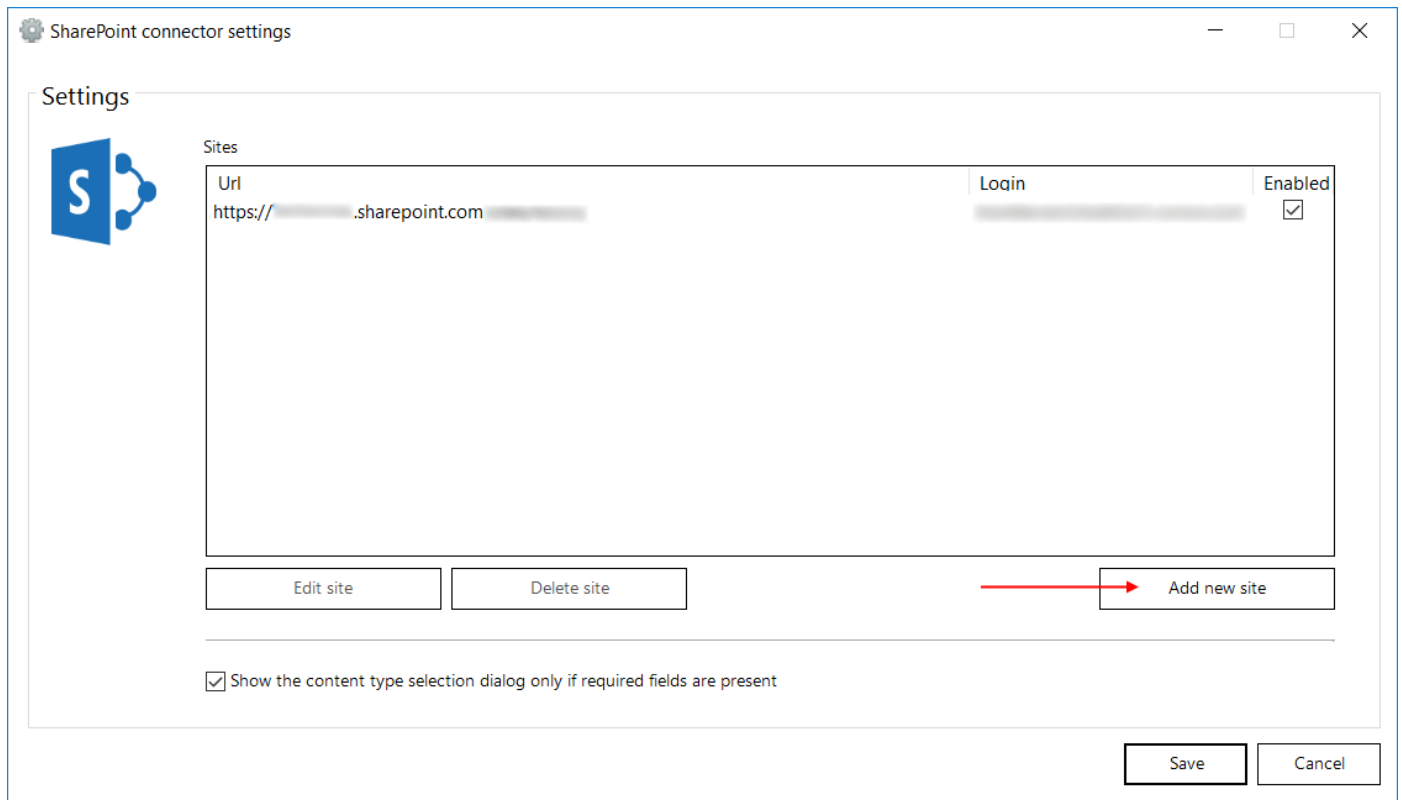 SharePoint connector settings
Settings
S
Sites
Url Login Enabled
https:// .sharepoint.com
Edit site Delete site Add new site
Show the content type selection dialog only if required fields are present
Save Cancel